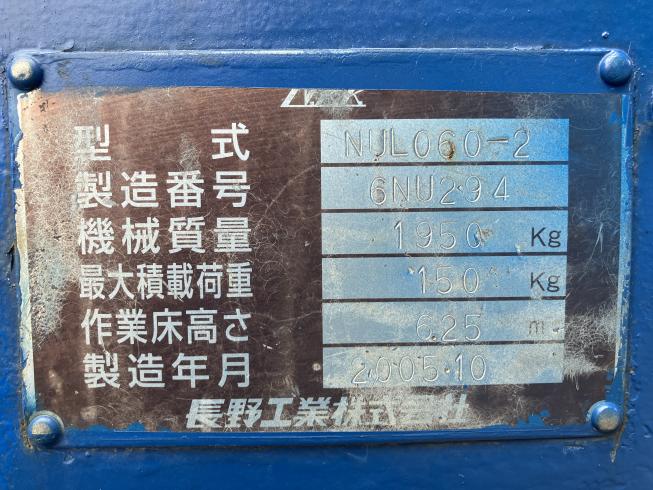 型式 NUL060-2
製造番号 6NU294
機械質量 1950 Kg
最大積載荷重 150 Kg
作業床高さ 6.25 m
製造年月 2005.10
長野工業株式会社